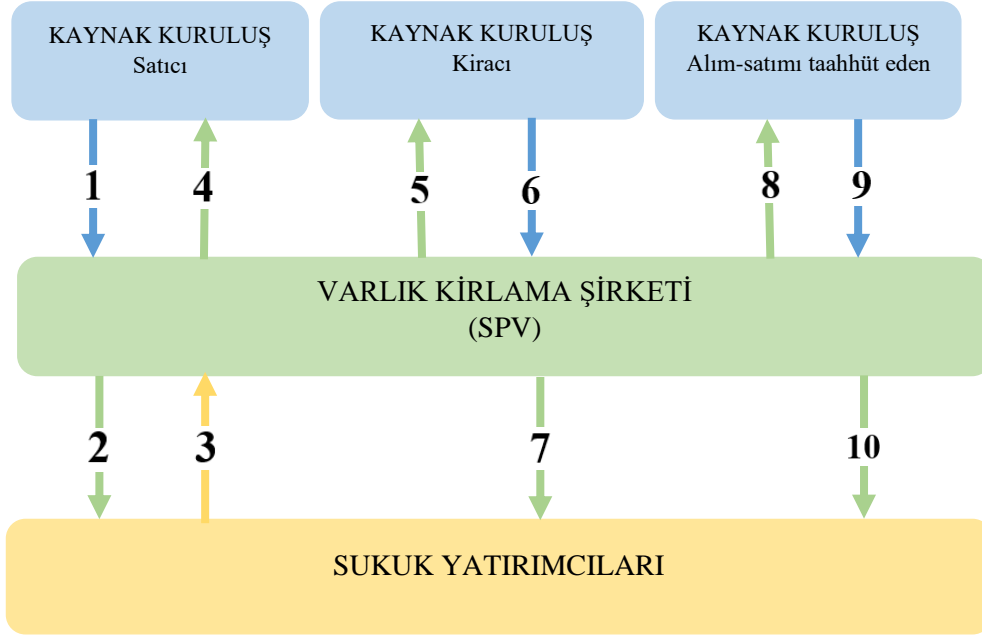 KAYNAK KURULUŞ
Satıcı
KAYNAK KURULUŞ
Kiracı
KAYNAK KURULUŞ
Alım-satımı taahhüt eden
1
4
5
6
8
9
VARLIK KİRLAMA ŞİRKETİ
(SPV)
2
3
7
10
SUKUK YATIRIMCILARI